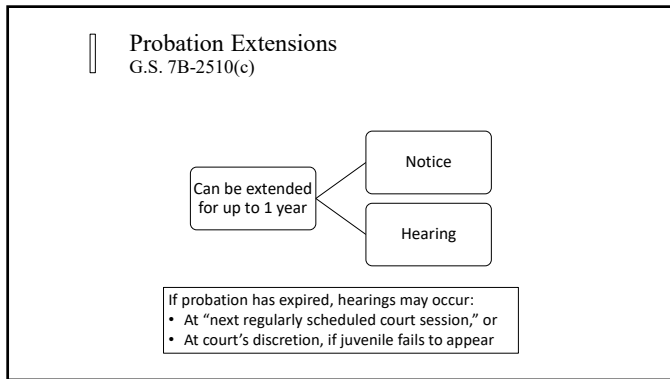 Probation Extensions
G.S. 7B-2510(c)
Can be extended
for up to 1 year
Notice
Hearing
If probation has expired, hearings may occur:
• At “next regularly scheduled court session,” or
• At court’s discretion, if juvenile fails to appear